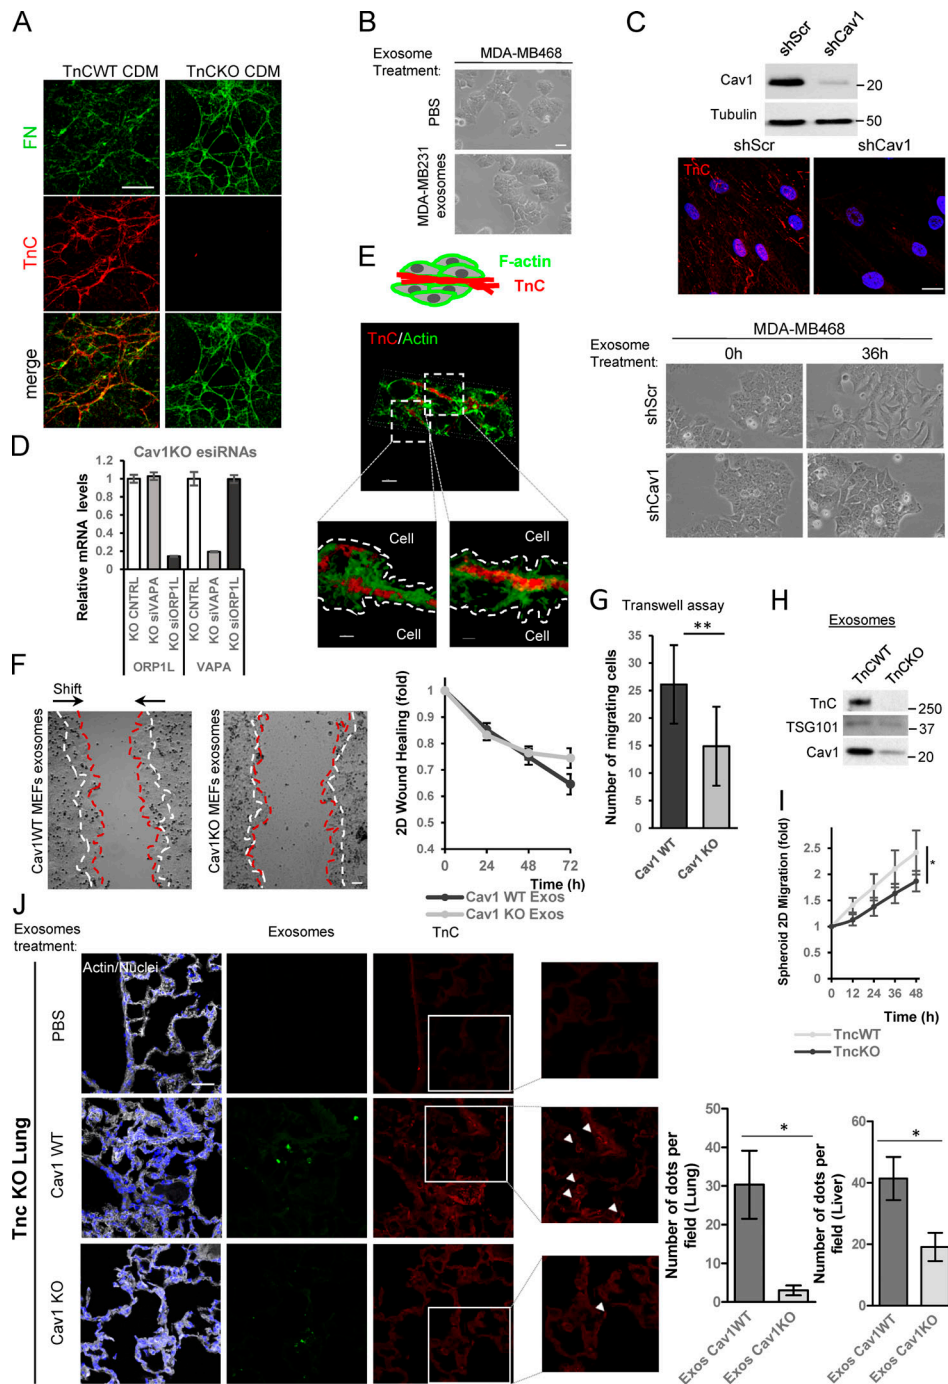 A
TnCWT CDM
TnCKO CDM
FN
TnC
merge
B
Exosome
Treatment:
MDA-MB468
PBS
MDA-MB231
exosomes
C
shScr
shCav1
Cav1
20
Tubulin
50
shScr
shCav1
TnC
MDA-MB468
Exosome
Treatment:
0h
36h
shScr
shCav1
D
Cav1KO esiRNAs
Relative mRNA levels
1.2
1
0.8
0.6
0.4
0.2
0
KO CNTRL
KO siVAPA
KO siORP1L
KO CNTRL
KO siVAPA
KO siORP1L
ORP1L
VAPA
E
F-actin
TnC
TnC/Actin
Cell
Cell
Cell
Cell
F
Shift
Cav1WT MEFs exosomes
Cav1KO MEFs exosomes
2D Wound Healing (fold)
1
0.8
0.6
0.4
0
24
48
72
Time (h)
Cav1 WT Exos
Cav1 KO Exos
G
Transwell assay
Number of migrating cells
35
30
25
20
15
10
5
0
**
Cav1 WT
Cav1 KO
H
Exosomes
TnCWT
TnCKO
TnC
250
TSG101
37
Cav1
20
I
Spheroid 2D Migration (fold)
2.5
2
1.5
1
0.5
0
*
0
12
24
36
48
Time (h)
TncWT
TncKO
J
Exosomes
treatment:
Exosomes
TnC
Actin/Nuclei
Tnc KO Lung
PBS
Cav1 WT
Cav1 KO
Number of dots per
field (Lung)
50
40
30
20
10
0
*
Exos Cav1WT
Exos Cav1KO
Number of dots per
field (Liver)
60
40
20
0
*
Exos Cav1WT
Exos Cav1KO